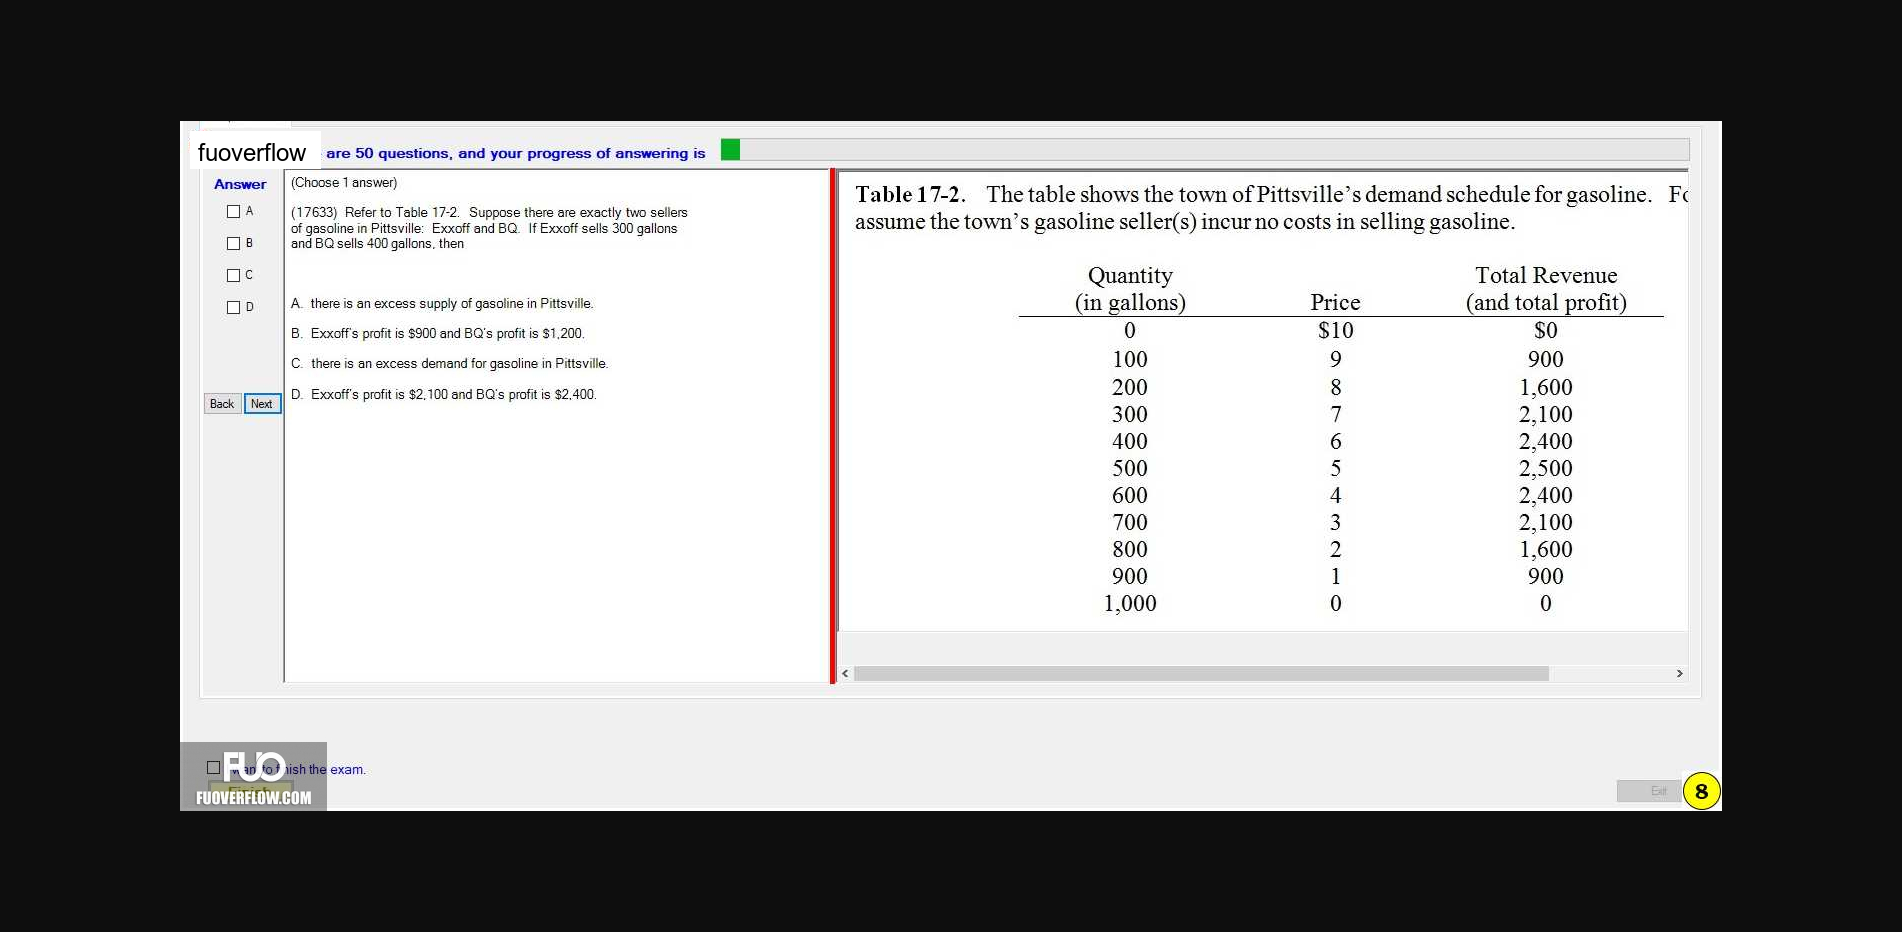 fuoverflow are 50 questions, and your progress of answering is
Answer
A
B
C
D
Back Next
(Choose 1 answer)
(17633) Refer to Table 17-2. Suppose there are exactly two sellers
of gasoline in Pittsville: Exxoff and BQ. If Exxoff sells 300 gallons
and BQ sells 400 gallons, then
A. there is an excess supply of gasoline in Pittsville.
B. Exxoff's profit is $900 and BQ's profit is $1,200.
C. there is an excess demand for gasoline in Pittsville.
D. Exxoff's profit is $2,100 and BQ's profit is $2,400.
Table 17-2. The table shows the town of Pittsville's demand schedule for gasoline. Fo
assume the town's gasoline seller(s) incur no costs in selling gasoline.
Quantity Total Revenue
(in gallons) Price (and total profit)
0 $10 $0
100 9 900
200 8 1,600
300 7 2,100
400 6 2,400
500 5 2,500
600 4 2,400
700 3 2,100
800 2 1,600
900 1 900
1,000 0 0
FUO
want to finish the exam.
Finish
FUOVERFLOW.COM
Exit
8